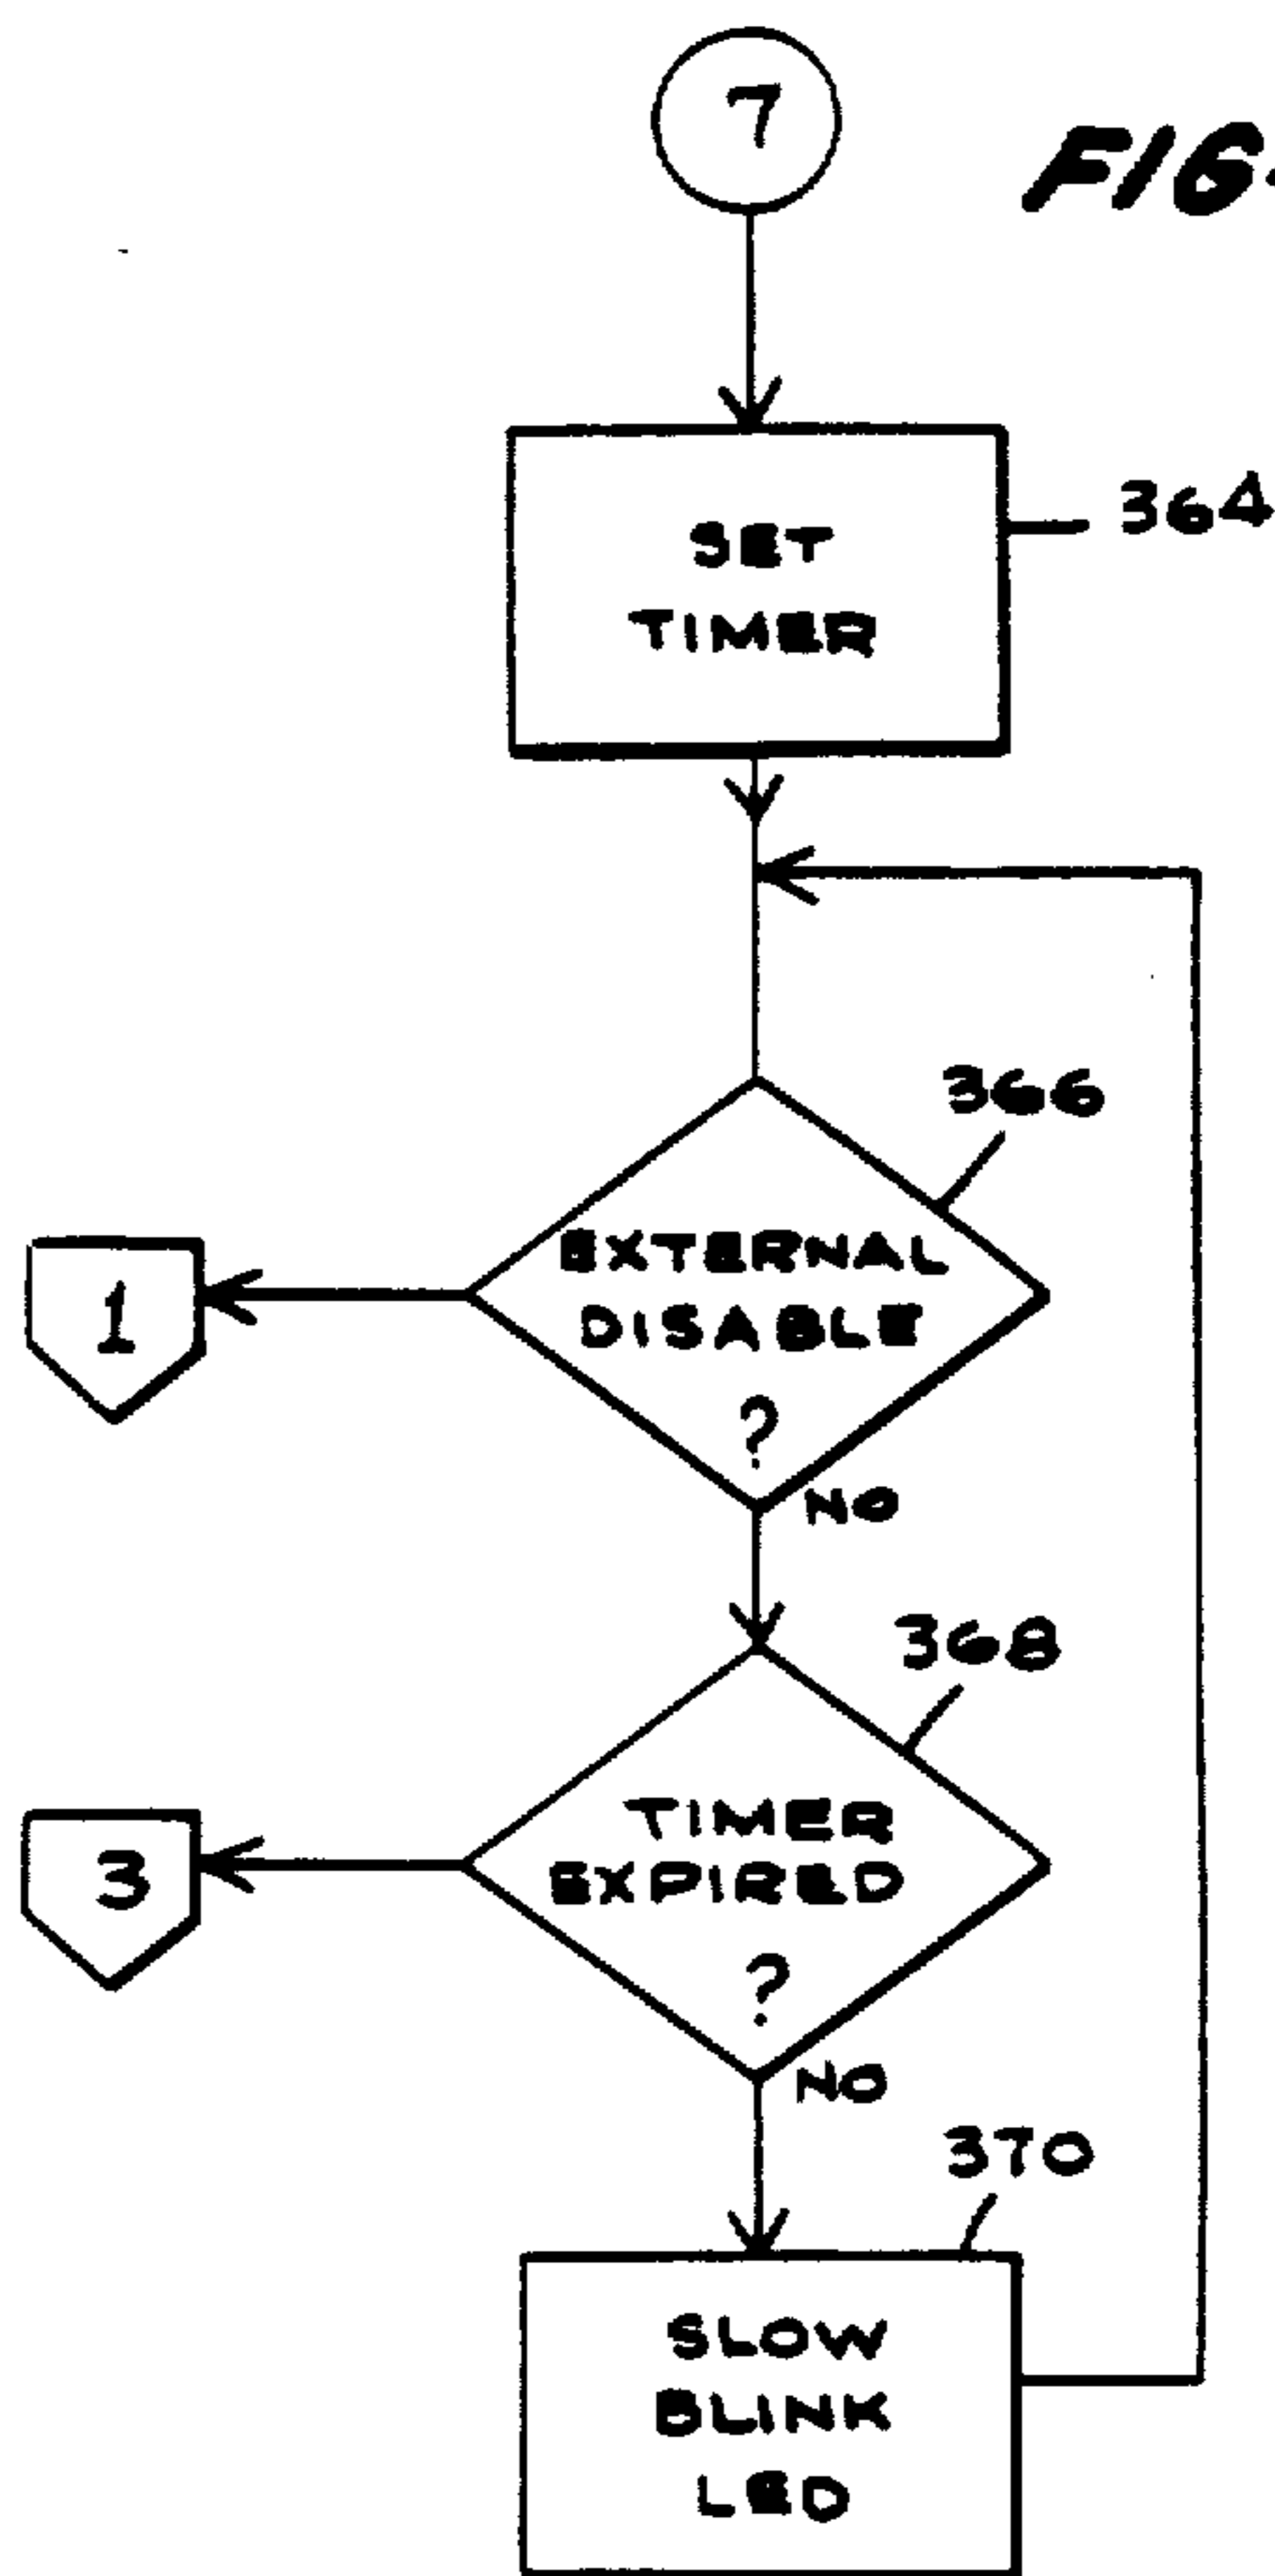 7
FIG.
SET
TIMER
364
366
EXTERNAL
DISABLE
?
1
NO
368
TIMER
EXPIRED
?
3
NO
370
SLOW
BLINK
LED